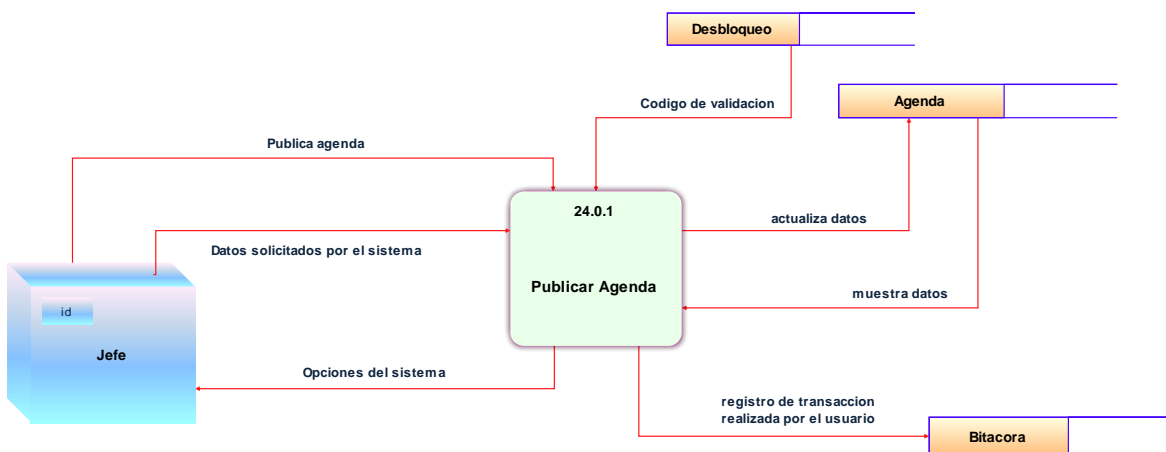 Desbloqueo
Codigo de validacion
Agenda
Publica agenda
24.0.1
actualiza datos
Datos solicitados por el sistema
Publicar Agenda
muestra datos
id
Jefe
Opciones del sistema
registro de transaccion
realizada por el usuario
Bitacora